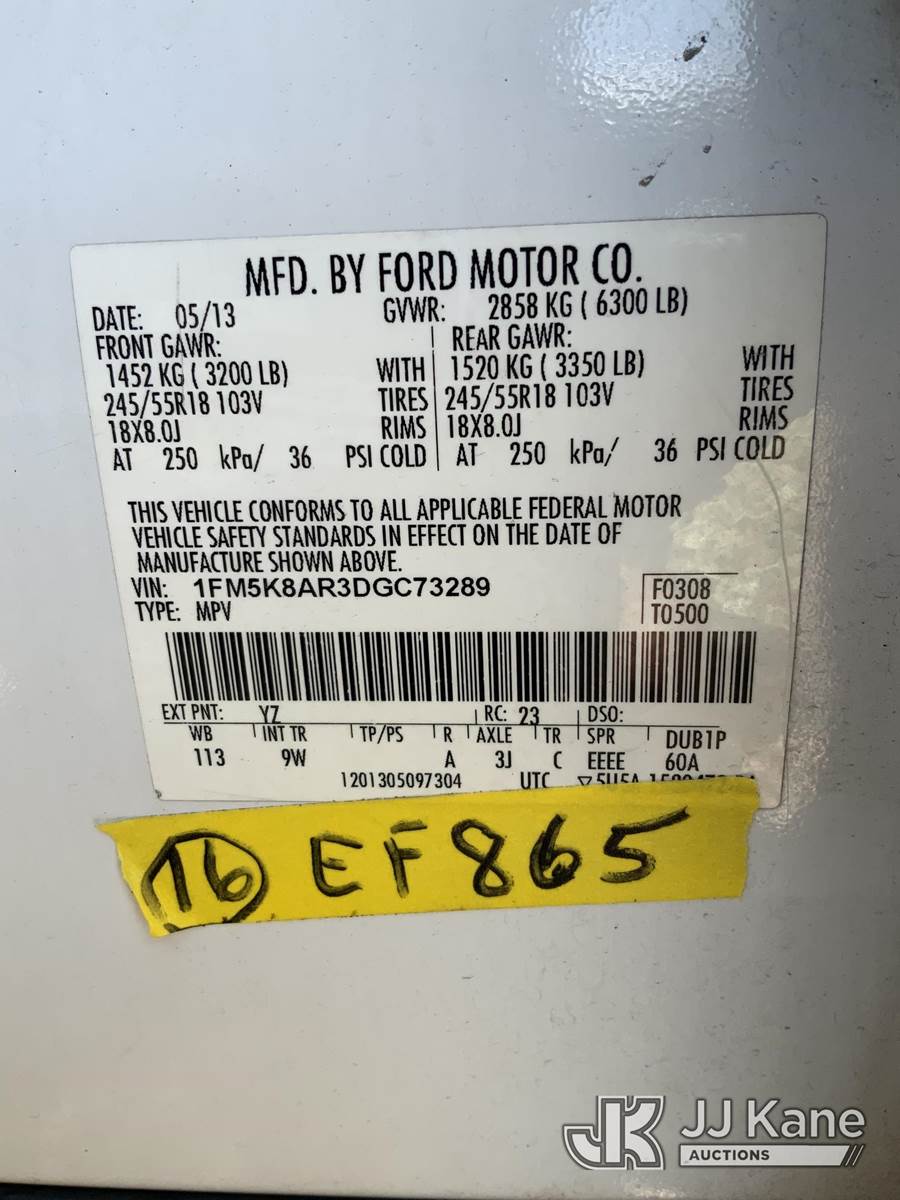 MFD. BY FORD MOTOR CO.
DATE: 05/13 GVWR: 2858 KG ( 6300 LB)
FRONT GAWR: REAR GAWR:
1452 KG ( 3200 LB) WITH 1520 KG ( 3350 LB) WITH
245/55R18 103V TIRES 245/55R18 103V TIRES
18X8.0J RIMS 18X8.0J RIMS
AT 250 kPa/ 36 PSI COLD AT 250 kPa/ 36 PSI COLD
THIS VEHICLE CONFORMS TO ALL APPLICABLE FEDERAL MOTOR
VEHICLE SAFETY STANDARDS IN EFFECT ON THE DATE OF
MANUFACTURE SHOWN ABOVE.
VIN: 1FM5K8AR3DGC73289 F0308
TYPE: MPV T0500
EXT PNT: YZ RC: 23 DSO:
WB INT TR TP/PS R AXLE TR SPR DUB1P
113 9W A 3J C EEEE 60A
1201305097304 UTC
16 EF865
JK JJ Kane
AUCTIONS